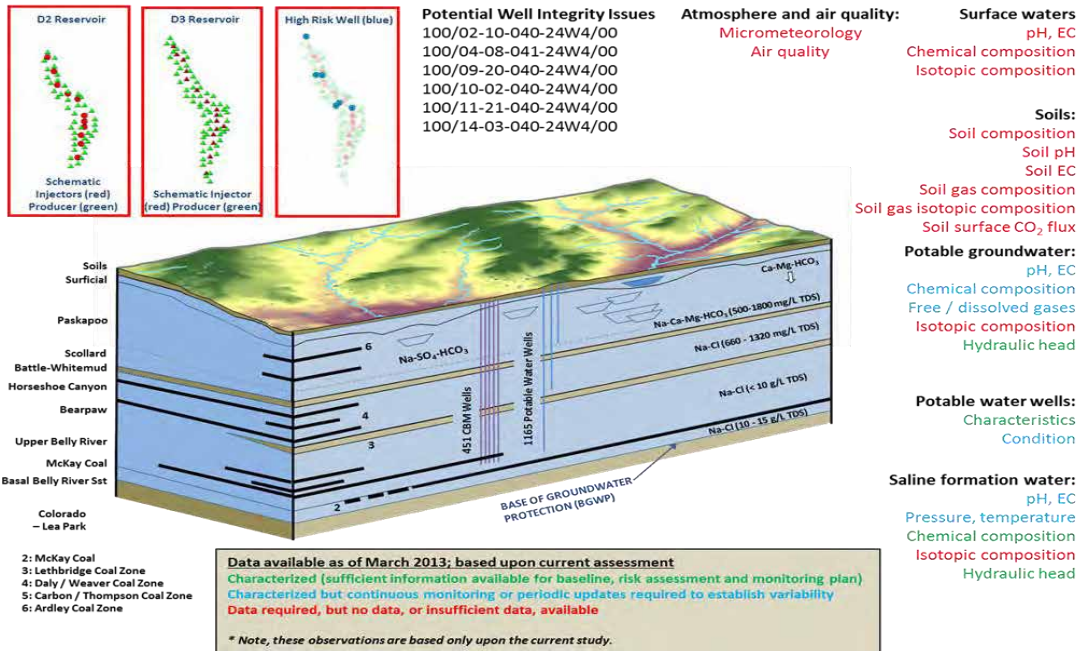 D2 Reservoir
Schematic
Injectors (red)
Producer (green)
D3 Reservoir
Schematic Injector
(red) Producer (green)
High Risk Well (blue)
Potential Well Integrity Issues
100/02-10-040-24W4/00
100/04-08-041-24W4/00
100/09-20-040-24W4/00
100/10-02-040-24W4/00
100/11-21-040-24W4/00
100/14-03-040-24W4/00
Atmosphere and air quality:
Micrometeorology
Air quality
Surface waters
pH, EC
Chemical composition
Isotopic composition
Soils:
Soil composition
Soil pH
Soil EC
Soil gas composition
Soil gas isotopic composition
Soil surface CO₂ flux
Potable groundwater:
pH, EC
Chemical composition
Free / dissolved gases
Isotopic composition
Hydraulic head
Potable water wells:
Characteristics
Condition
Saline formation water:
pH, EC
Pressure, temperature
Chemical composition
Isotopic composition
Hydraulic head
Soils
Surficial
Paskapoo
Scollard
Battle-Whitemud
Horseshoe Canyon
Bearpaw
Upper Belly River
McKay Coal
Basal Belly River Sst
Colorado
– Lea Park
6
4
3
2
Na-SO₄-HCO₃
451 CBM Wells
1165 Potable Water Wells
Ca-Mg-HCO₃
Na-Ca-Mg-HCO₃ (500-1800 mg/L TDS)
Na-Cl (660 - 1320 mg/L TDS)
Na-Cl (< 10 g/L TDS)
Na-Cl (10 - 15 g/L TDS)
BASE OF GROUNDWATER
PROTECTION (BGWP)
2: McKay Coal
3: Lethbridge Coal Zone
4: Daly / Weaver Coal Zone
5: Carbon / Thompson Coal Zone
6: Ardley Coal Zone
Data available as of March 2013; based upon current assessment
Characterized (sufficient information available for baseline, risk assessment and monitoring plan)
Characterized but continuous monitoring or periodic updates required to establish variability
Data required, but no data, or insufficient data, available
* Note, these observations are based only upon the current study.